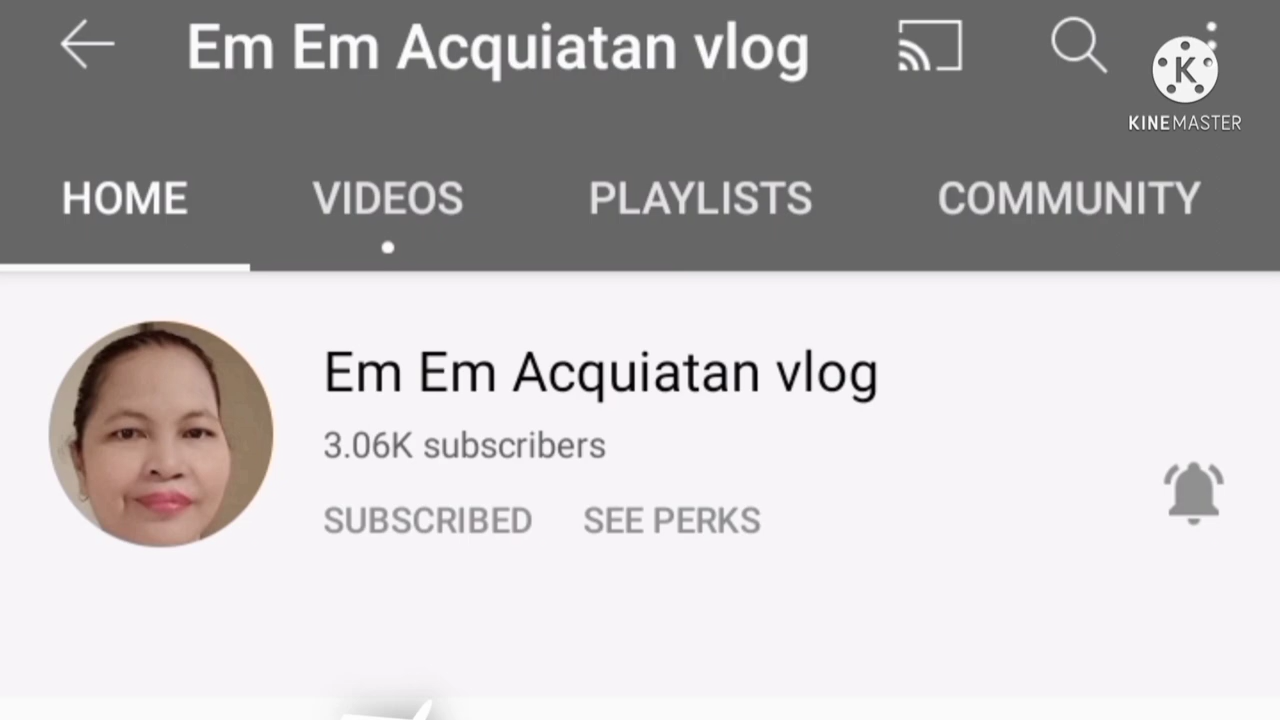 Em Em Acquiatan vlog
K
KINEMASTER
HOME VIDEOS PLAYLISTS COMMUNITY
Em Em Acquiatan vlog
3.06K subscribers
SUBSCRIBED SEE PERKS